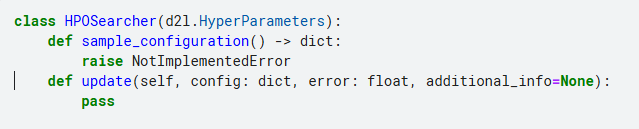 class HPOSearcher(d2l.HyperParameters):
    def sample_configuration() -> dict:
        raise NotImplementedError
    def update(self, config: dict, error: float, additional_info=None):
        pass